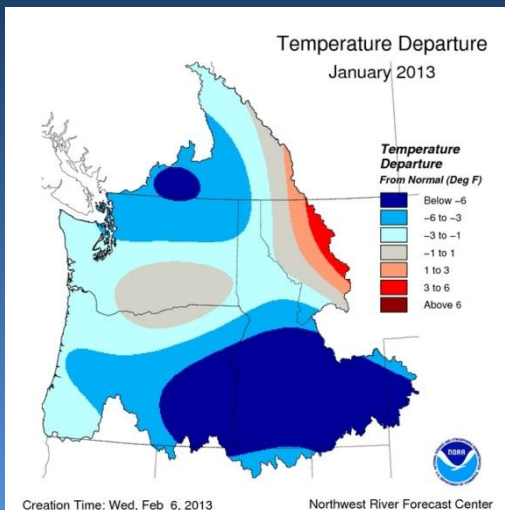 Temperature Departure
January 2013
Temperature
Departure
From Normal (Deg F)
Below -6
-6 to -3
-3 to -1
-1 to 1
1 to 3
3 to 6
Above 6
NOAA
Creation Time: Wed, Feb 6, 2013
Northwest River Forecast Center